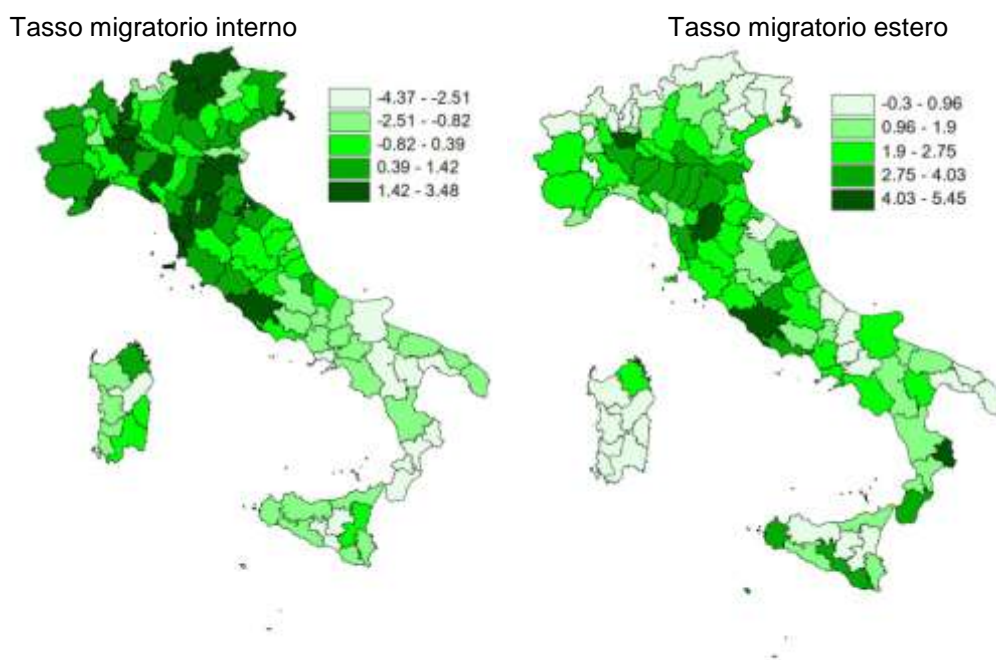 Tasso migratorio interno
Tasso migratorio estero
-4.37 - -2.51
-2.51 - -0.82
-0.82 - 0.39
0.39 - 1.42
1.42 - 3.48
-0.3 - 0.96
0.96 - 1.9
1.9 - 2.75
2.75 - 4.03
4.03 - 5.45